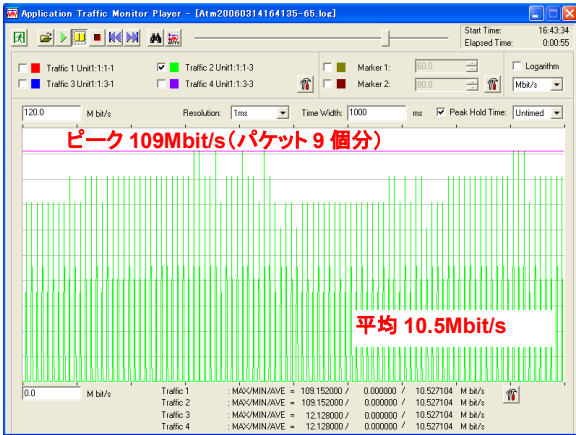 Application Traffic Monitor Player - [Atm20060314164135-65.log]
Start Time: 16:43:34
Elapsed Time: 0:00:55
Traffic 1 Unit1:1:1-1
Traffic 2 Unit1:1:1-3
Marker 1: 60.0
Logarithm
Traffic 3 Unit1:1:3-1
Traffic 4 Unit1:1:3-3
Marker 2: 80.0
Mbit/s
120.0 M bit/s Resolution: 1ms Time Width: 1000 ms Peak Hold Time: Untimed
ピーク 109Mbit/s(パケット 9 個分)
平均 10.5Mbit/s
0.0 M bit/s
Traffic 1 : MAX/MIN/AVE = 109.152000 / 0.000000 / 10.527104 M bit/s
Traffic 2 : MAX/MIN/AVE = 109.152000 / 0.000000 / 10.527104 M bit/s
Traffic 3 : MAX/MIN/AVE = 12.128000 / 0.000000 / 10.527104 M bit/s
Traffic 4 : MAX/MIN/AVE = 12.128000 / 0.000000 / 10.527104 M bit/s